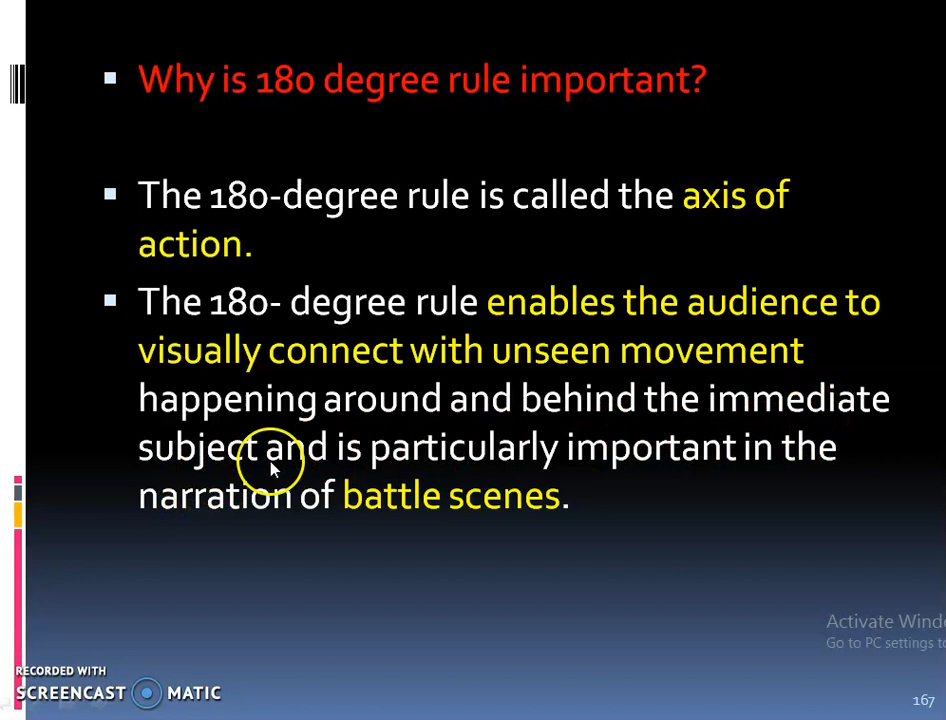 Why is 180 degree rule important?
The 180-degree rule is called the axis of
action.
The 180- degree rule enables the audience to
visually connect with unseen movement
happening around and behind the immediate
subject and is particularly important in the
narration of battle scenes.
Activate Wind
Go to PC settings to
RECORDED WITH
SCREENCAST MATIC
167